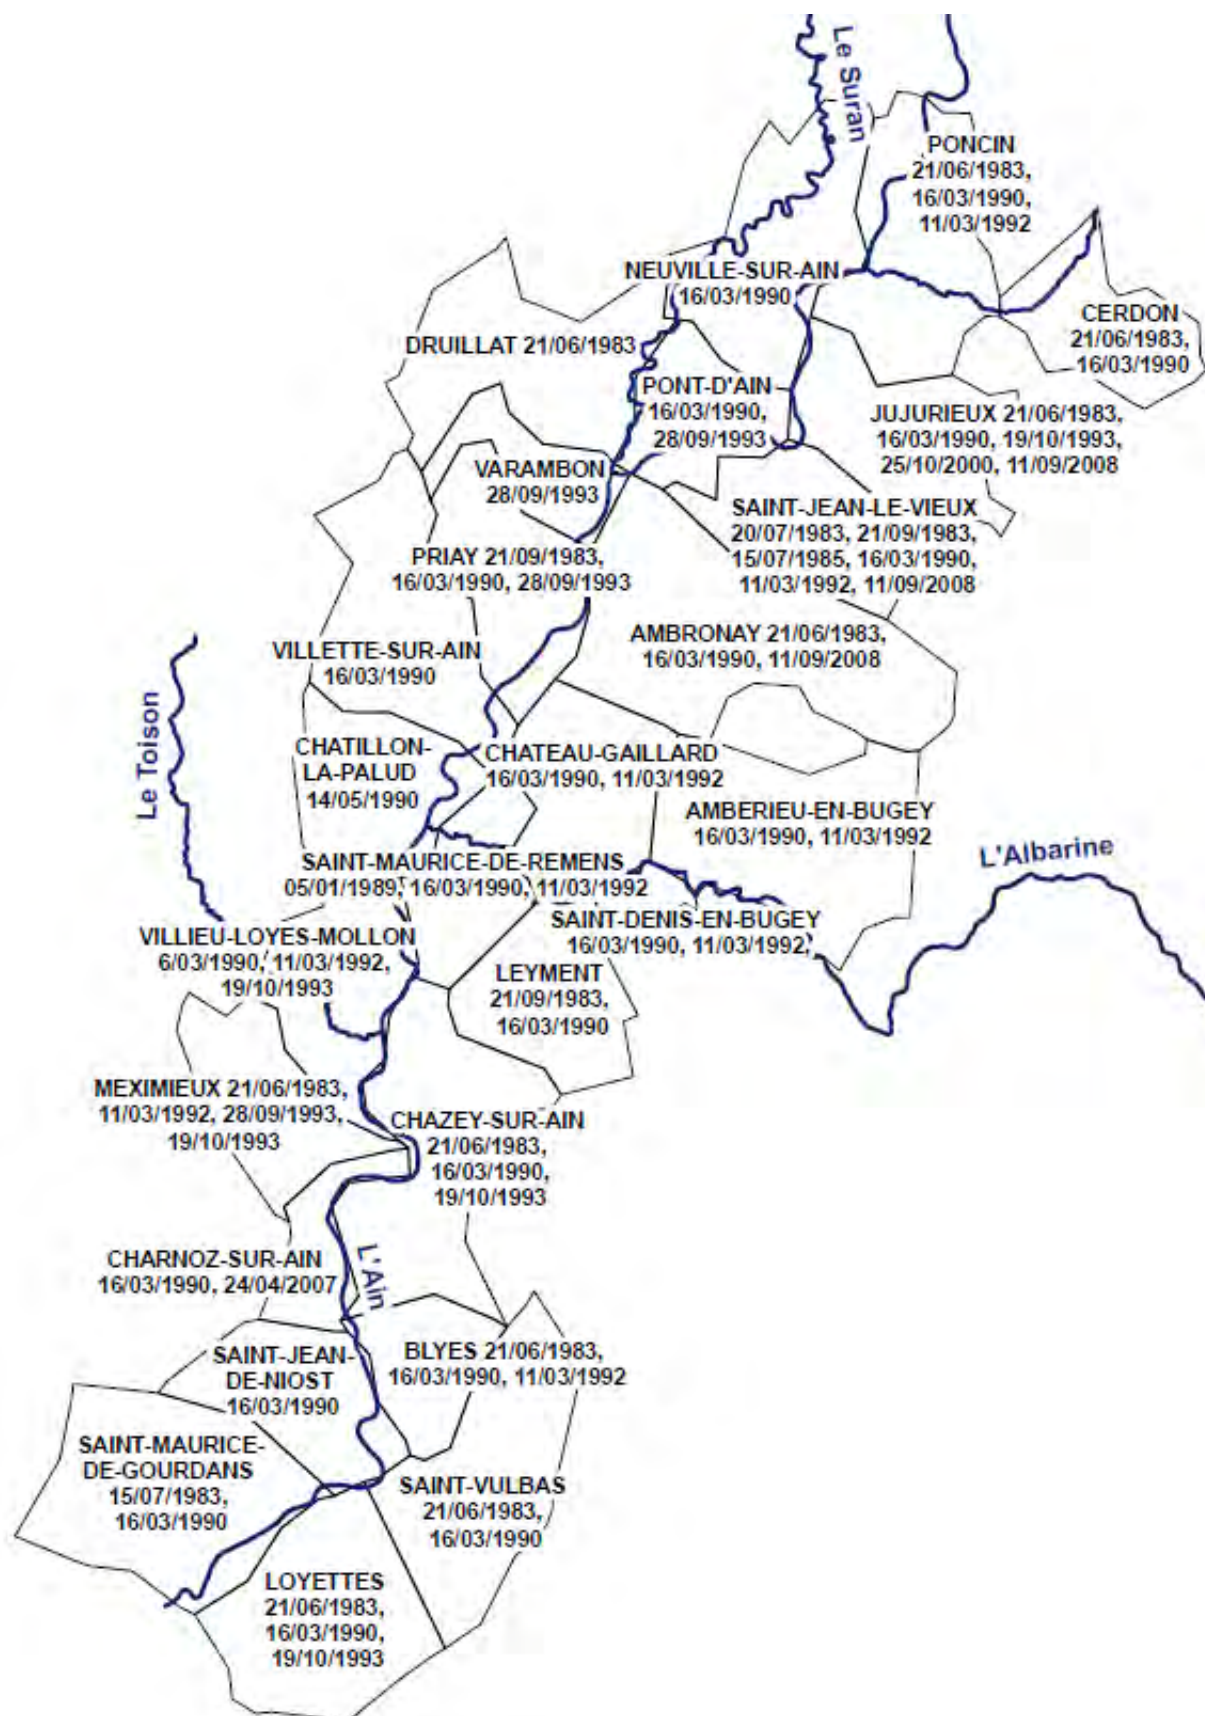 Le Suran
PONCIN
21/06/1983,
16/03/1990,
11/03/1992
NEUVILLE-SUR-AIN
16/03/1990
CERDON
21/06/1983,
16/03/1990
DRUILLAT 21/06/1983
PONT-D'AIN
16/03/1990,
28/09/1993
JUJURIEUX 21/06/1983,
16/03/1990, 19/10/1993,
25/10/2000, 11/09/2008
VARAMBON
28/09/1993
SAINT-JEAN-LE-VIEUX
20/07/1983, 21/09/1983,
15/07/1985, 16/03/1990,
11/03/1992, 11/09/2008
PRIAY 21/09/1983,
16/03/1990, 28/09/1993
AMBRONAY 21/06/1983,
16/03/1990, 11/09/2008
VILLETTE-SUR-AIN
16/03/1990
Le Toison
CHATILLON-
LA-PALUD
14/05/1990
CHATEAU-GAILLARD
16/03/1990, 11/03/1992
AMBERIEU-EN-BUGEY
16/03/1990, 11/03/1992
L'Albarine
SAINT-MAURICE-DE-REMENS
05/01/1989, 16/03/1990, 11/03/1992
SAINT-DENIS-EN-BUGEY
16/03/1990, 11/03/1992,
VILLIEU-LOYES-MOLLON
6/03/1990, 11/03/1992,
19/10/1993
LEYMENT
21/09/1983,
16/03/1990
MEXIMIEUX 21/06/1983,
11/03/1992, 28/09/1993,
19/10/1993
CHAZEY-SUR-AIN
21/06/1983,
16/03/1990,
19/10/1993
CHARNOZ-SUR-AIN
16/03/1990, 24/04/2007
L'Ain
SAINT-JEAN-
DE-NIOST
16/03/1990
BLYES 21/06/1983,
16/03/1990, 11/03/1992
SAINT-MAURICE-
DE-GOURDANS
15/07/1983,
16/03/1990
SAINT-VULBAS
21/06/1983,
16/03/1990
LOYETTES
21/06/1983,
16/03/1990,
19/10/1993